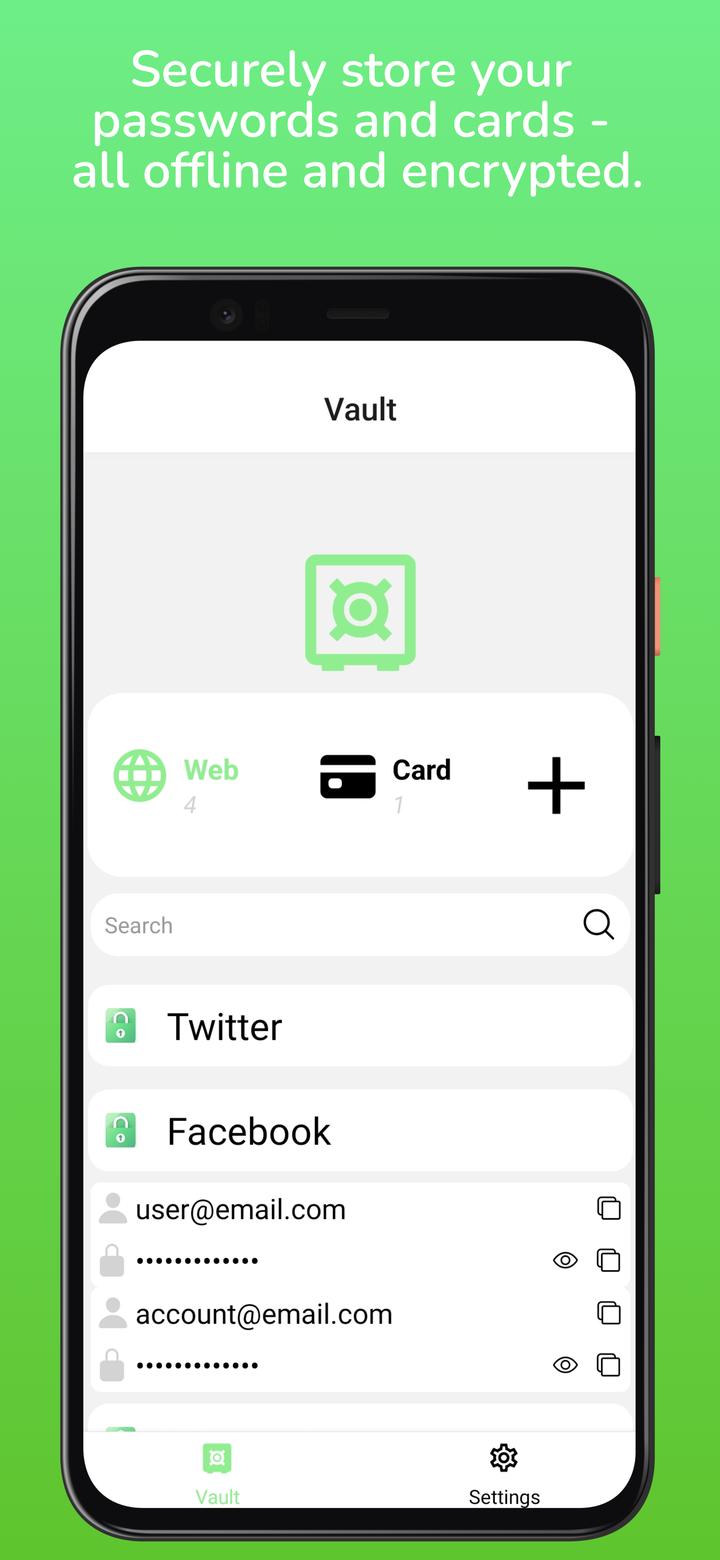 Securely store your
passwords and cards -
all offline and encrypted.
Vault
Web
4
Card
1
Search
Twitter
Facebook
user@email.com
•••••••••••••
account@email.com
•••••••••••••
Vault
Settings